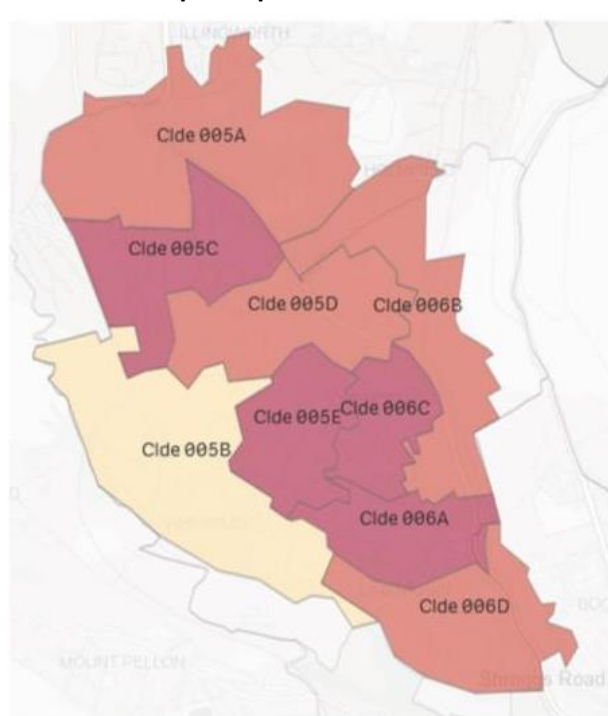 ILLINGWORTH
Clde 005A
Clde 005C
Clde 005D
Clde 006B
Clde 005E
Clde 006C
Clde 005B
Clde 006A
Clde 006D
MOUNT PELLON
Road